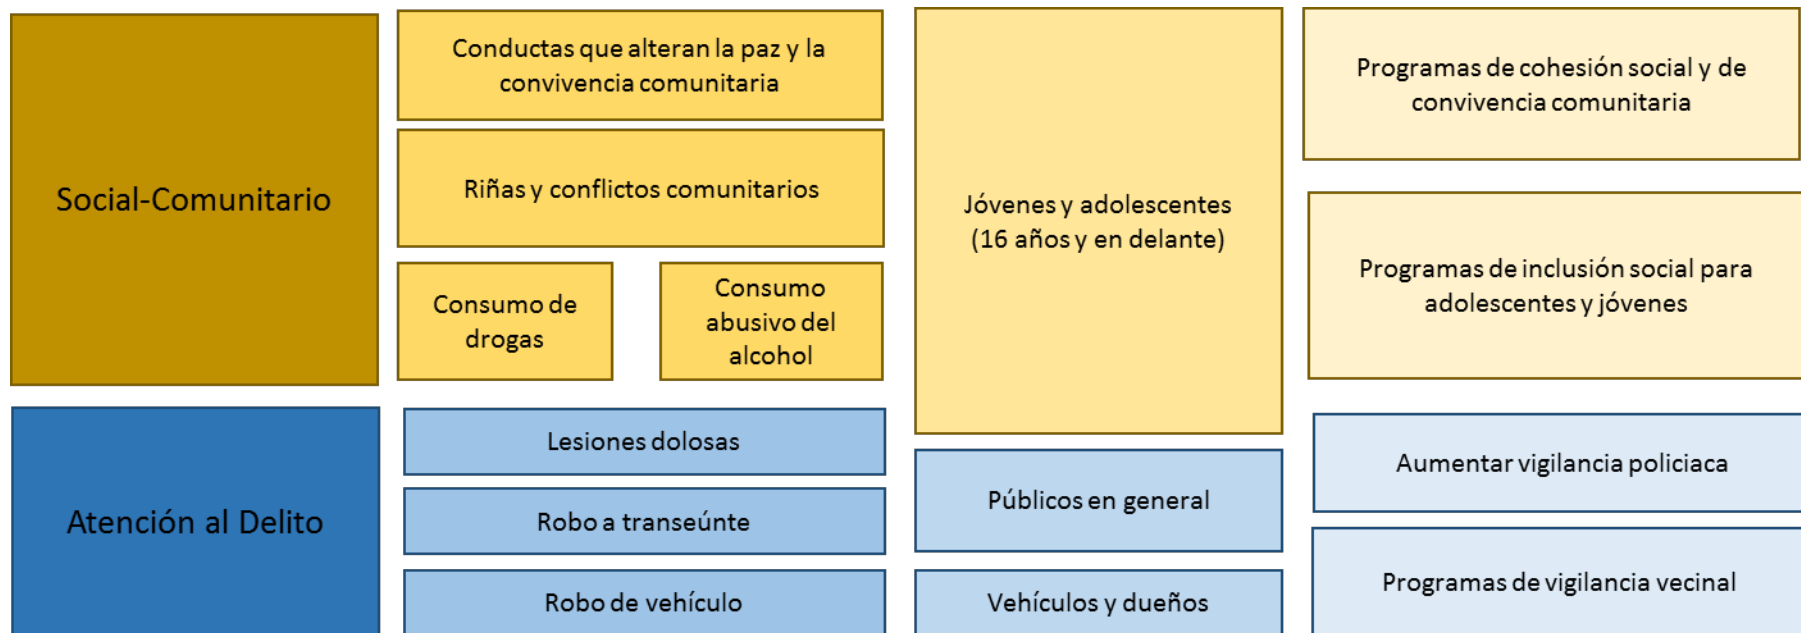 Social-Comunitario
Conductas que alteran la paz y la
convivencia comunitaria
Riñas y conflictos comunitarios
Consumo de
drogas
Consumo
abusivo del
alcohol
Jóvenes y adolescentes
(16 años y en delante)
Programas de cohesión social y de
convivencia comunitaria
Programas de inclusión social para
adolescentes y jóvenes
Atención al Delito
Lesiones dolosas
Robo a transeúnte
Robo de vehículo
Públicos en general
Vehículos y dueños
Aumentar vigilancia policiaca
Programas de vigilancia vecinal